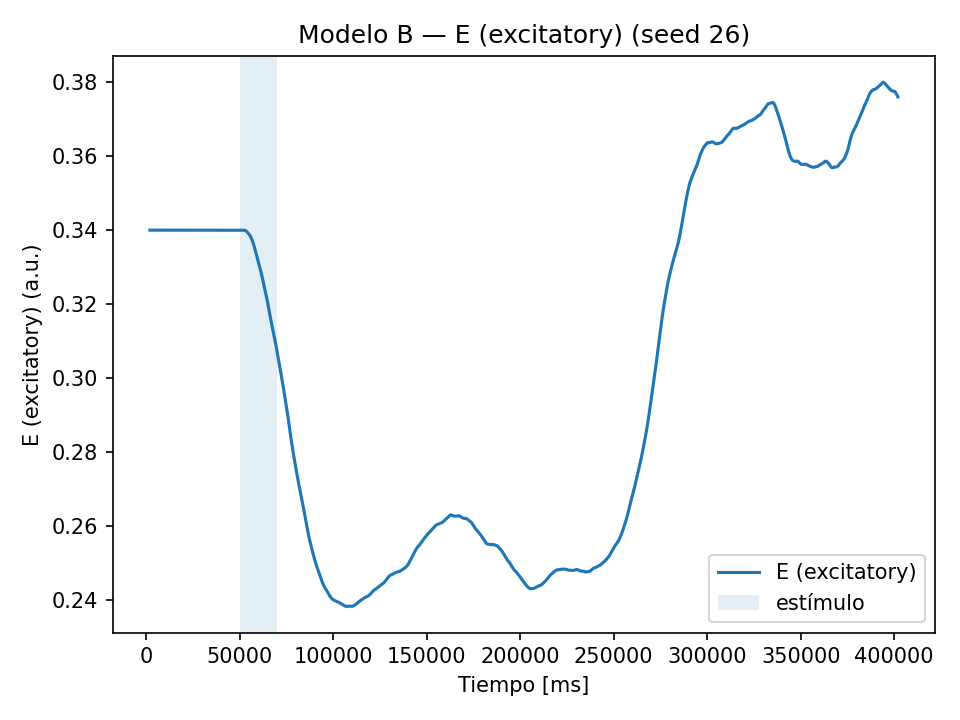 Modelo B — E (excitatory) (seed 26)
E (excitatory) (a.u.)
0.38
0.36
0.34
0.32
0.30
0.28
0.26
0.24
E (excitatory)
estímulo
0 50000 100000 150000 200000 250000 300000 350000 400000
Tiempo [ms]